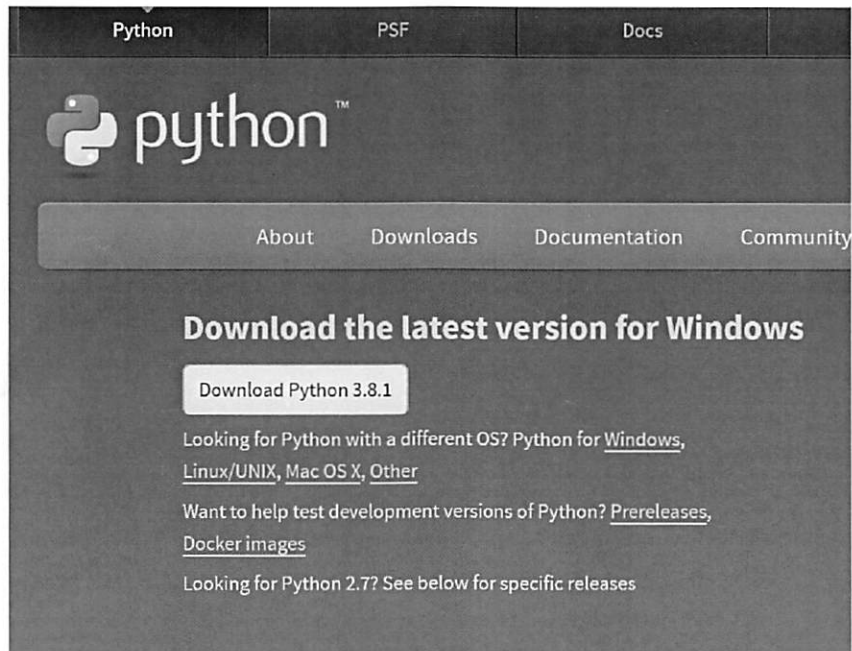 Python PSF Docs
python™
About Downloads Documentation Community
Download the latest version for Windows
Download Python 3.8.1
Looking for Python with a different OS? Python for Windows,
Linux/UNIX, Mac OS X, Other
Want to help test development versions of Python? Prereleases,
Docker images
Looking for Python 2.7? See below for specific releases